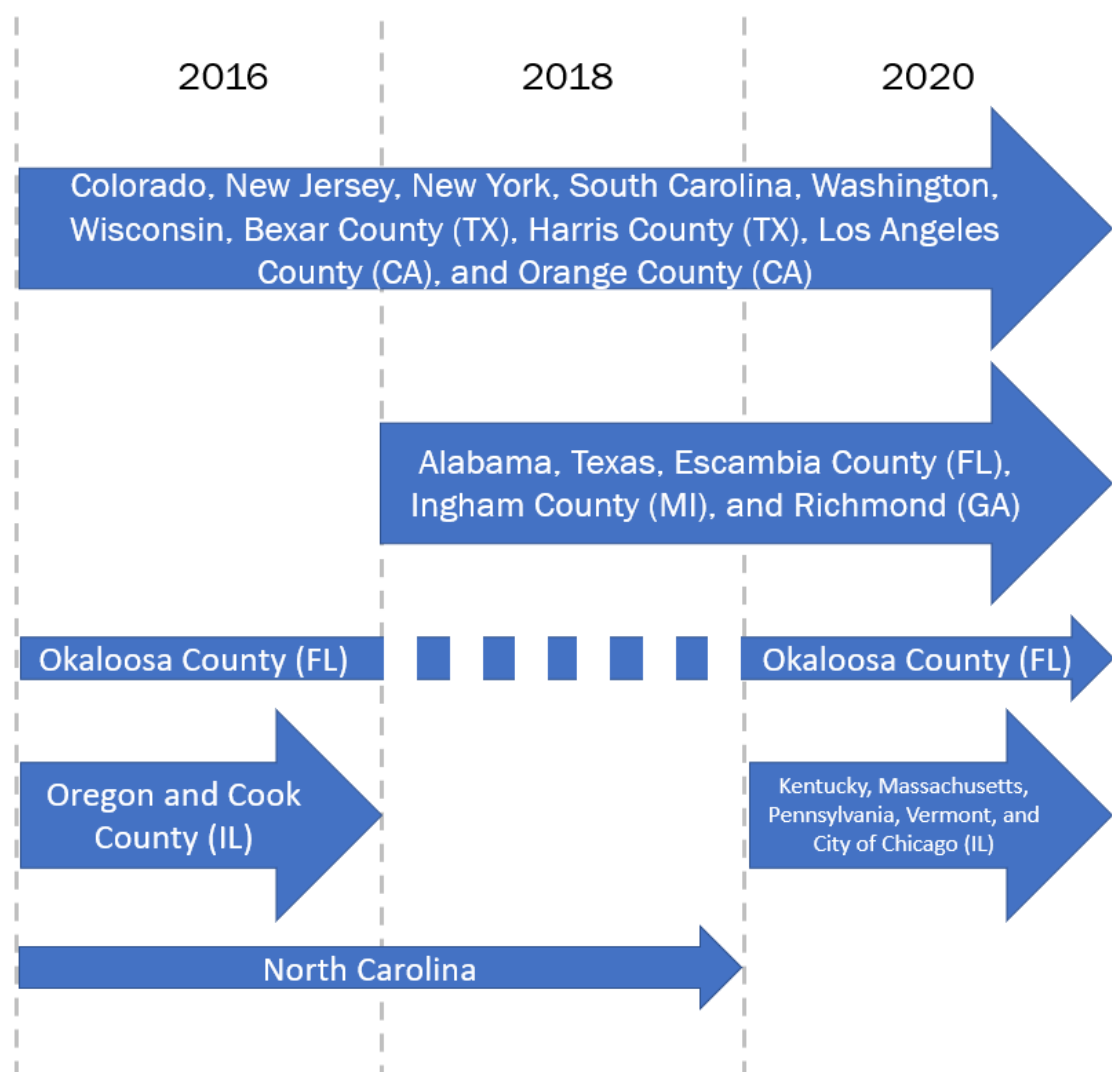 2016
2018
2020
Colorado, New Jersey, New York, South Carolina, Washington,
Wisconsin, Bexar County (TX), Harris County (TX), Los Angeles
County (CA), and Orange County (CA)
Alabama, Texas, Escambia County (FL),
Ingham County (MI), and Richmond (GA)
Okaloosa County (FL)
Okaloosa County (FL)
Oregon and Cook
County (IL)
Kentucky, Massachusetts,
Pennsylvania, Vermont, and
City of Chicago (IL)
North Carolina